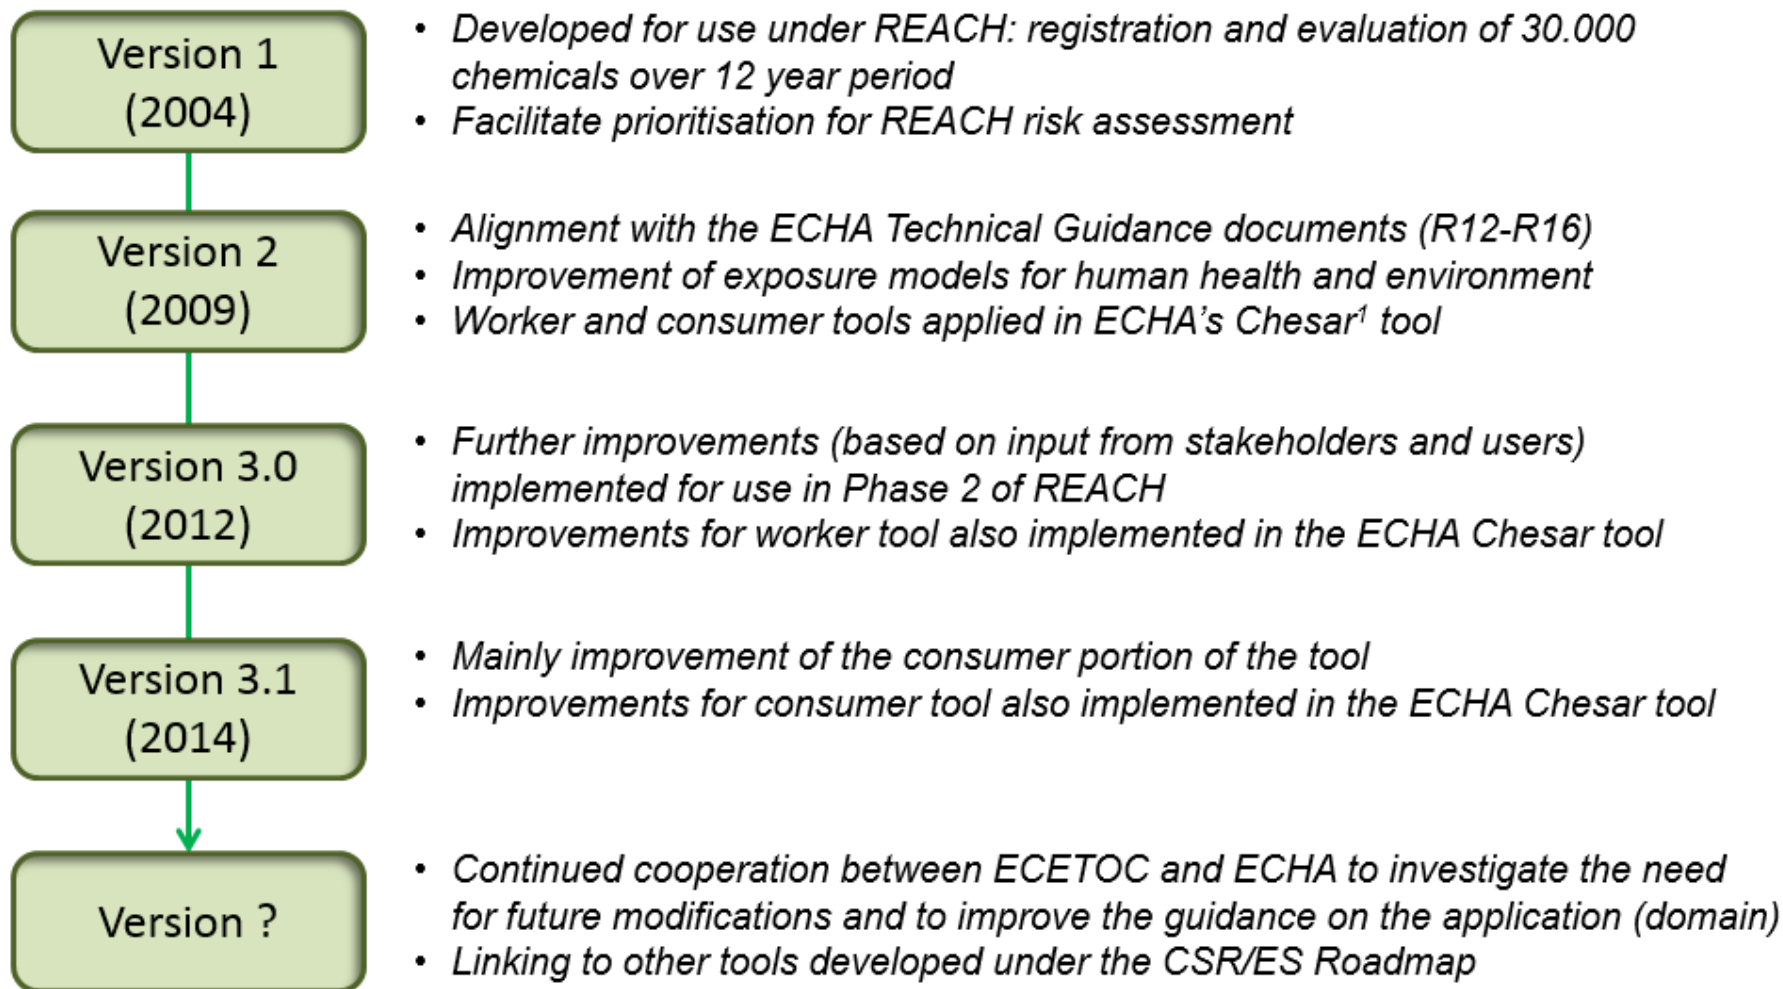 Version 1
(2004)
• Developed for use under REACH: registration and evaluation of 30.000
chemicals over 12 year period
• Facilitate prioritisation for REACH risk assessment
Version 2
(2009)
• Alignment with the ECHA Technical Guidance documents (R12-R16)
• Improvement of exposure models for human health and environment
• Worker and consumer tools applied in ECHA's Chesar¹ tool
Version 3.0
(2012)
• Further improvements (based on input from stakeholders and users)
implemented for use in Phase 2 of REACH
• Improvements for worker tool also implemented in the ECHA Chesar tool
Version 3.1
(2014)
• Mainly improvement of the consumer portion of the tool
• Improvements for consumer tool also implemented in the ECHA Chesar tool
Version ?
• Continued cooperation between ECETOC and ECHA to investigate the need
for future modifications and to improve the guidance on the application (domain)
• Linking to other tools developed under the CSR/ES Roadmap